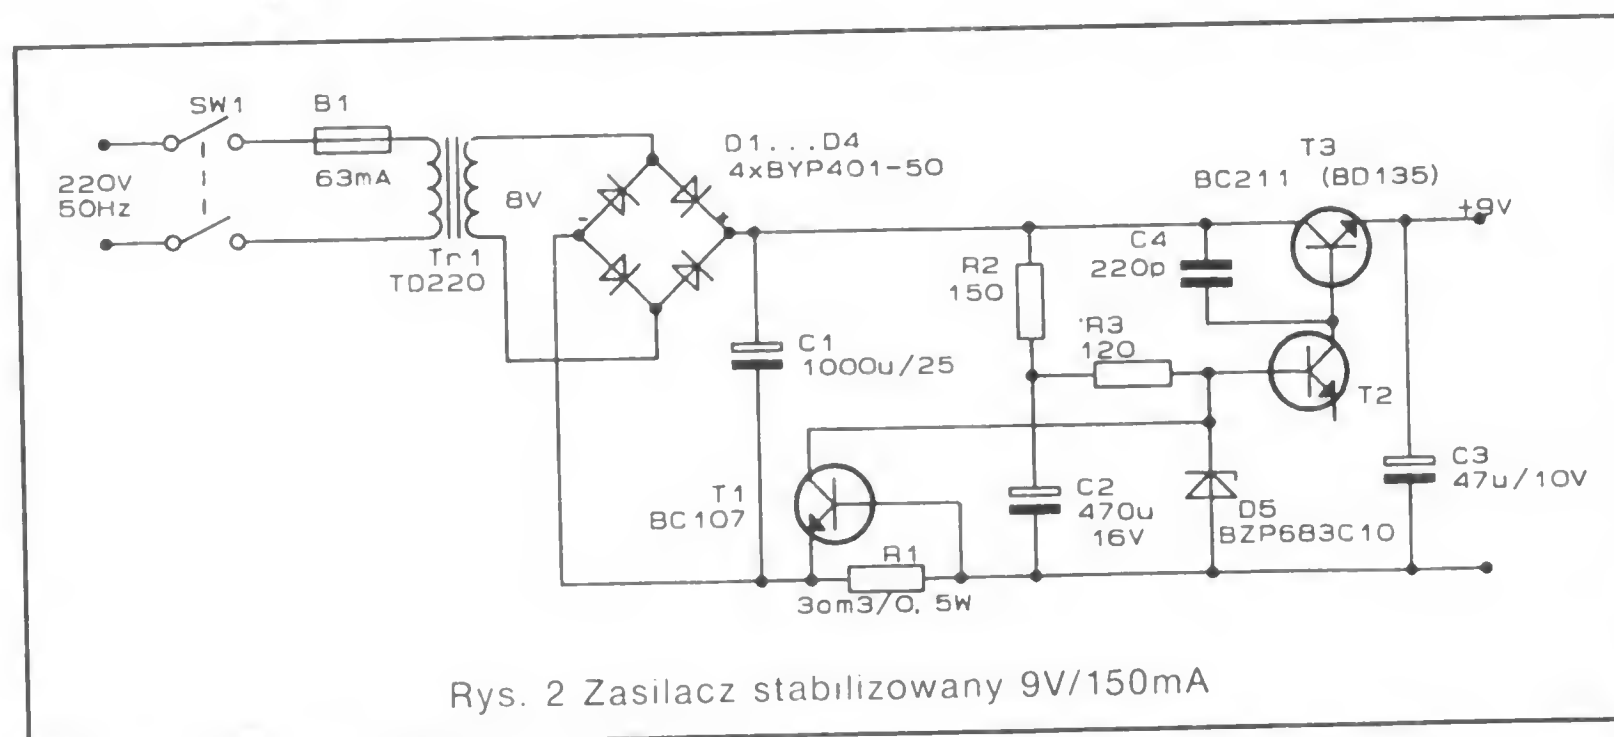 SW1
B1
220V
50Hz
63mA
Tr1
TD220
8V
D1...D4
4xBYP401-50
-
+
C1
1000u/25
T1
BC107
R1
3om3/0.5W
R2
150
R3
120
C2
470u
16V
C4
220p
T3
BC211 (BD135)
+9V
T2
D5
BZP683C10
C3
47u/10V
Rys. 2 Zasilacz stabilizowany 9V/150mA